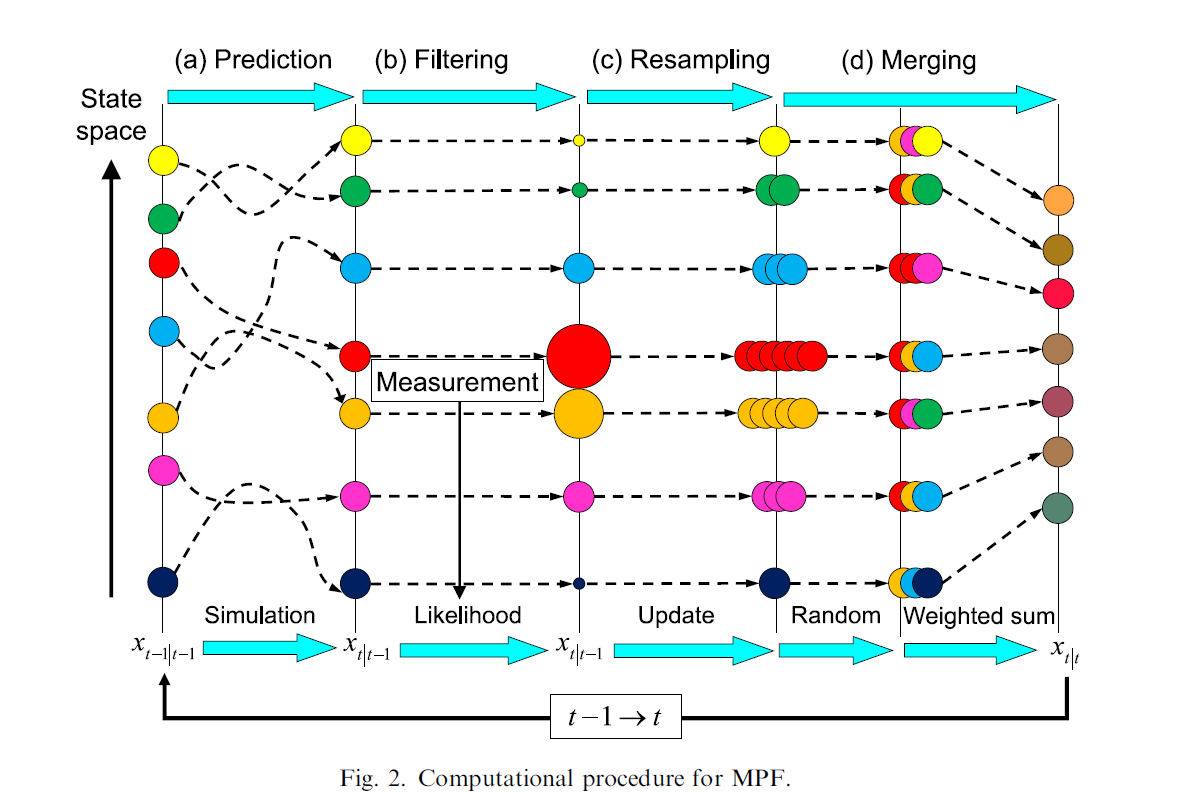 (a) Prediction (b) Filtering (c) Resampling (d) Merging
State
space
Measurement
Simulation Likelihood Update Random Weighted sum
x_{t−1|t−1} x_{t|t−1} x_{t|t−1} x_{t|t}
t−1→t
Fig. 2. Computational procedure for MPF.